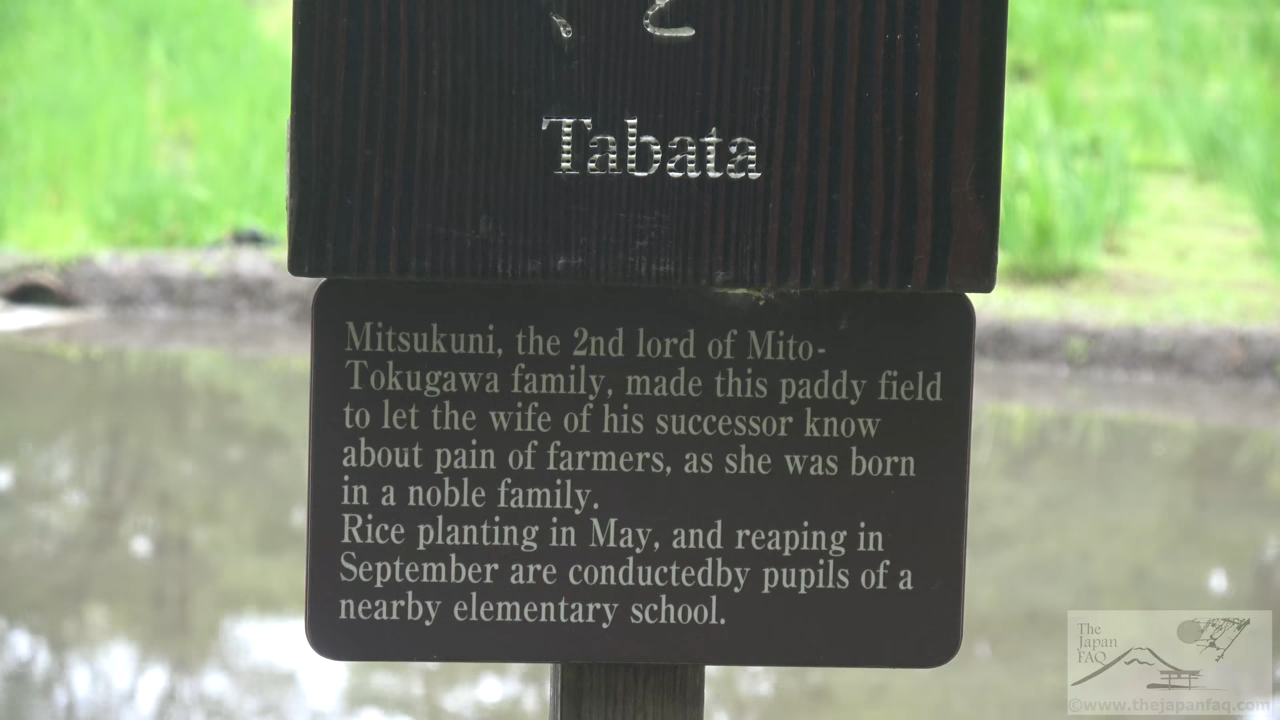 Tabata
Mitsukuni, the 2nd lord of Mito-
Tokugawa family, made this paddy field
to let the wife of his successor know
about pain of farmers, as she was born
in a noble family.
Rice planting in May, and reaping in
September are conductedby pupils of a
nearby elementary school.
The
Japan
FAQ
©www.thejapanfaq.com